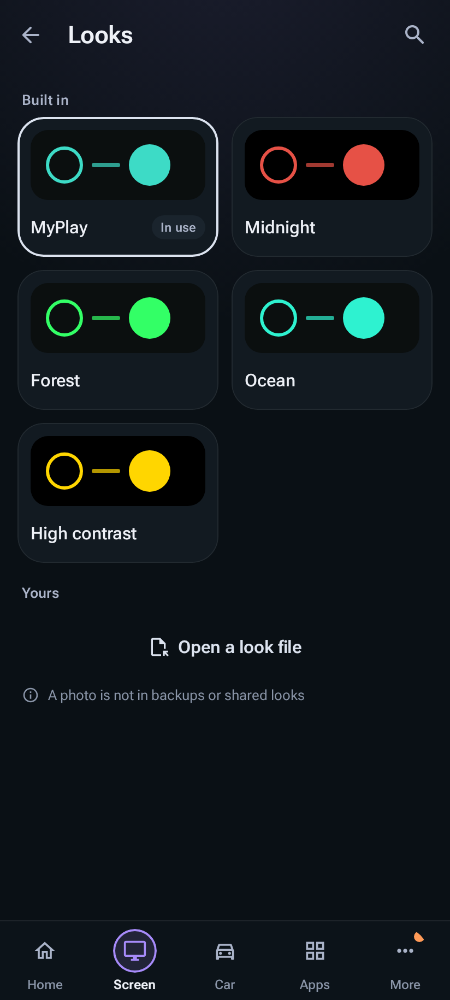 Looks
Built in
MyPlay
In use
Midnight
Forest
Ocean
High contrast
Yours
Open a look file
A photo is not in backups or shared looks
Home
Screen
Car
Apps
More